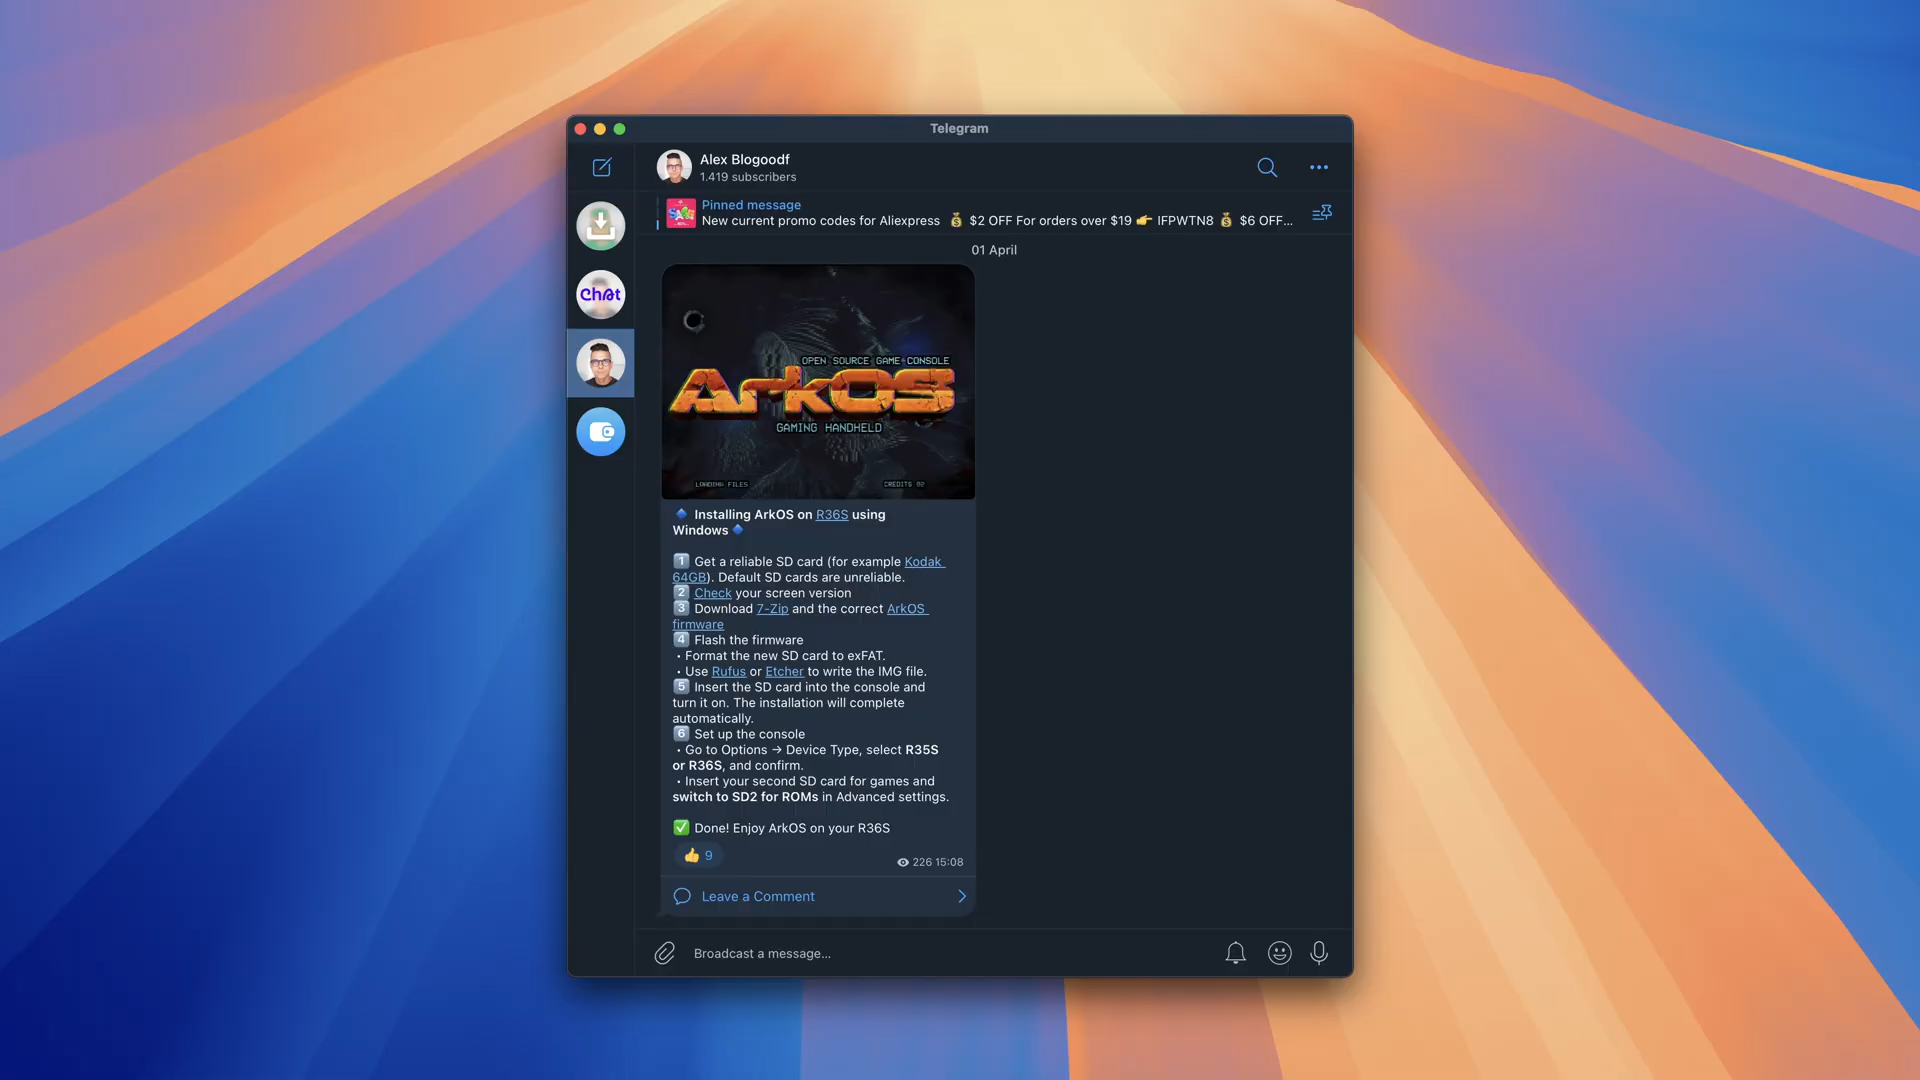 Telegram
Alex Blogoodf
1.419 subscribers
Pinned message
New current promo codes for Aliexpress 💰 $2 OFF For orders over $19 👉 IFPWTN8 💰 $6 OFF...
01 April
Chat
OPEN SOURCE GAME CONSOLE
ArkOS
GAMING HANDHELD
LOADING FILES
CREDITS 02
🔹 Installing ArkOS on R36S using
Windows 🔹
1️⃣ Get a reliable SD card (for example Kodak
64GB). Default SD cards are unreliable.
2️⃣ Check your screen version
3️⃣ Download 7-Zip and the correct ArkOS
firmware
4️⃣ Flash the firmware
• Format the new SD card to exFAT.
• Use Rufus or Etcher to write the IMG file.
5️⃣ Insert the SD card into the console and
turn it on. The installation will complete
automatically.
6️⃣ Set up the console
• Go to Options → Device Type, select R35S
or R36S, and confirm.
• Insert your second SD card for games and
switch to SD2 for ROMs in Advanced settings.
✅ Done! Enjoy ArkOS on your R36S
👍 9
226 15:08
Leave a Comment
Broadcast a message...